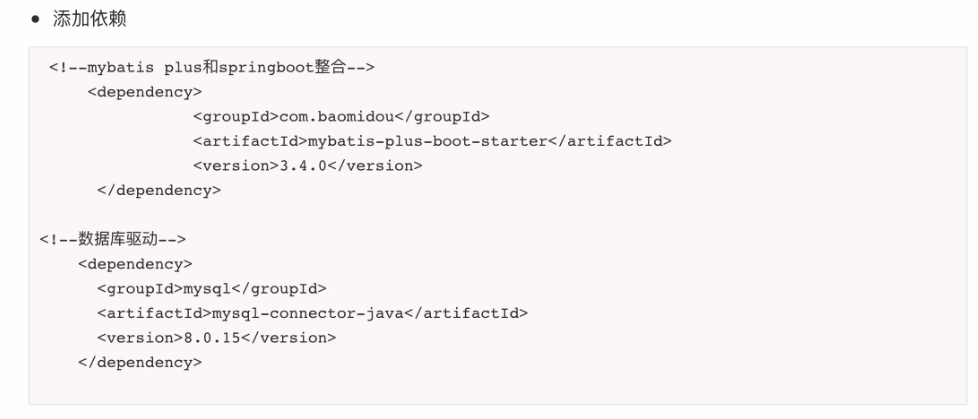 • 添加依赖
<!--mybatis plus和springboot整合-->
<dependency>
<groupId>com.baomidou</groupId>
<artifactId>mybatis-plus-boot-starter</artifactId>
<version>3.4.0</version>
</dependency>
<!--数据库驱动-->
<dependency>
<groupId>mysql</groupId>
<artifactId>mysql-connector-java</artifactId>
<version>8.0.15</version>
</dependency>